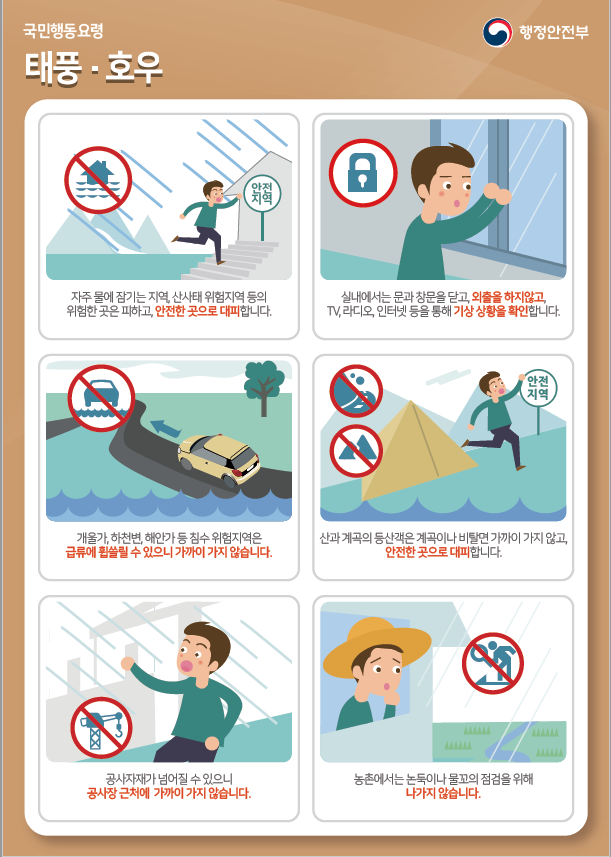 국민행동요령
행정안전부
태풍 · 호우
안전
지역
자주 물에 잠기는 지역, 산사태 위험지역 등의
위험한 곳은 피하고, 안전한 곳으로 대피합니다.
실내에서는 문과 창문을 닫고, 외출을 하지않고,
TV, 라디오, 인터넷 등을 통해 기상 상황을 확인합니다.
개울가, 하천변, 해안가 등 침수 위험지역은
급류에 휩쓸릴 수 있으니 가까이 가지 않습니다.
안전
지역
산과 계곡의 등산객은 계곡이나 비탈면 가까이 가지 않고,
안전한 곳으로 대피합니다.
공사자재가 넘어질 수 있으니
공사장 근처에 가까이 가지 않습니다.
농촌에서는 논둑이나 물꼬의 점검을 위해
나가지 않습니다.